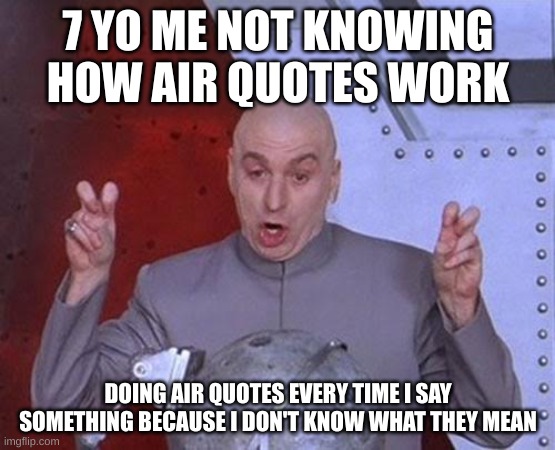 7 YO ME NOT KNOWING
HOW AIR QUOTES WORK
DOING AIR QUOTES EVERY TIME I SAY
SOMETHING BECAUSE I DON'T KNOW WHAT THEY MEAN
imgflip.com